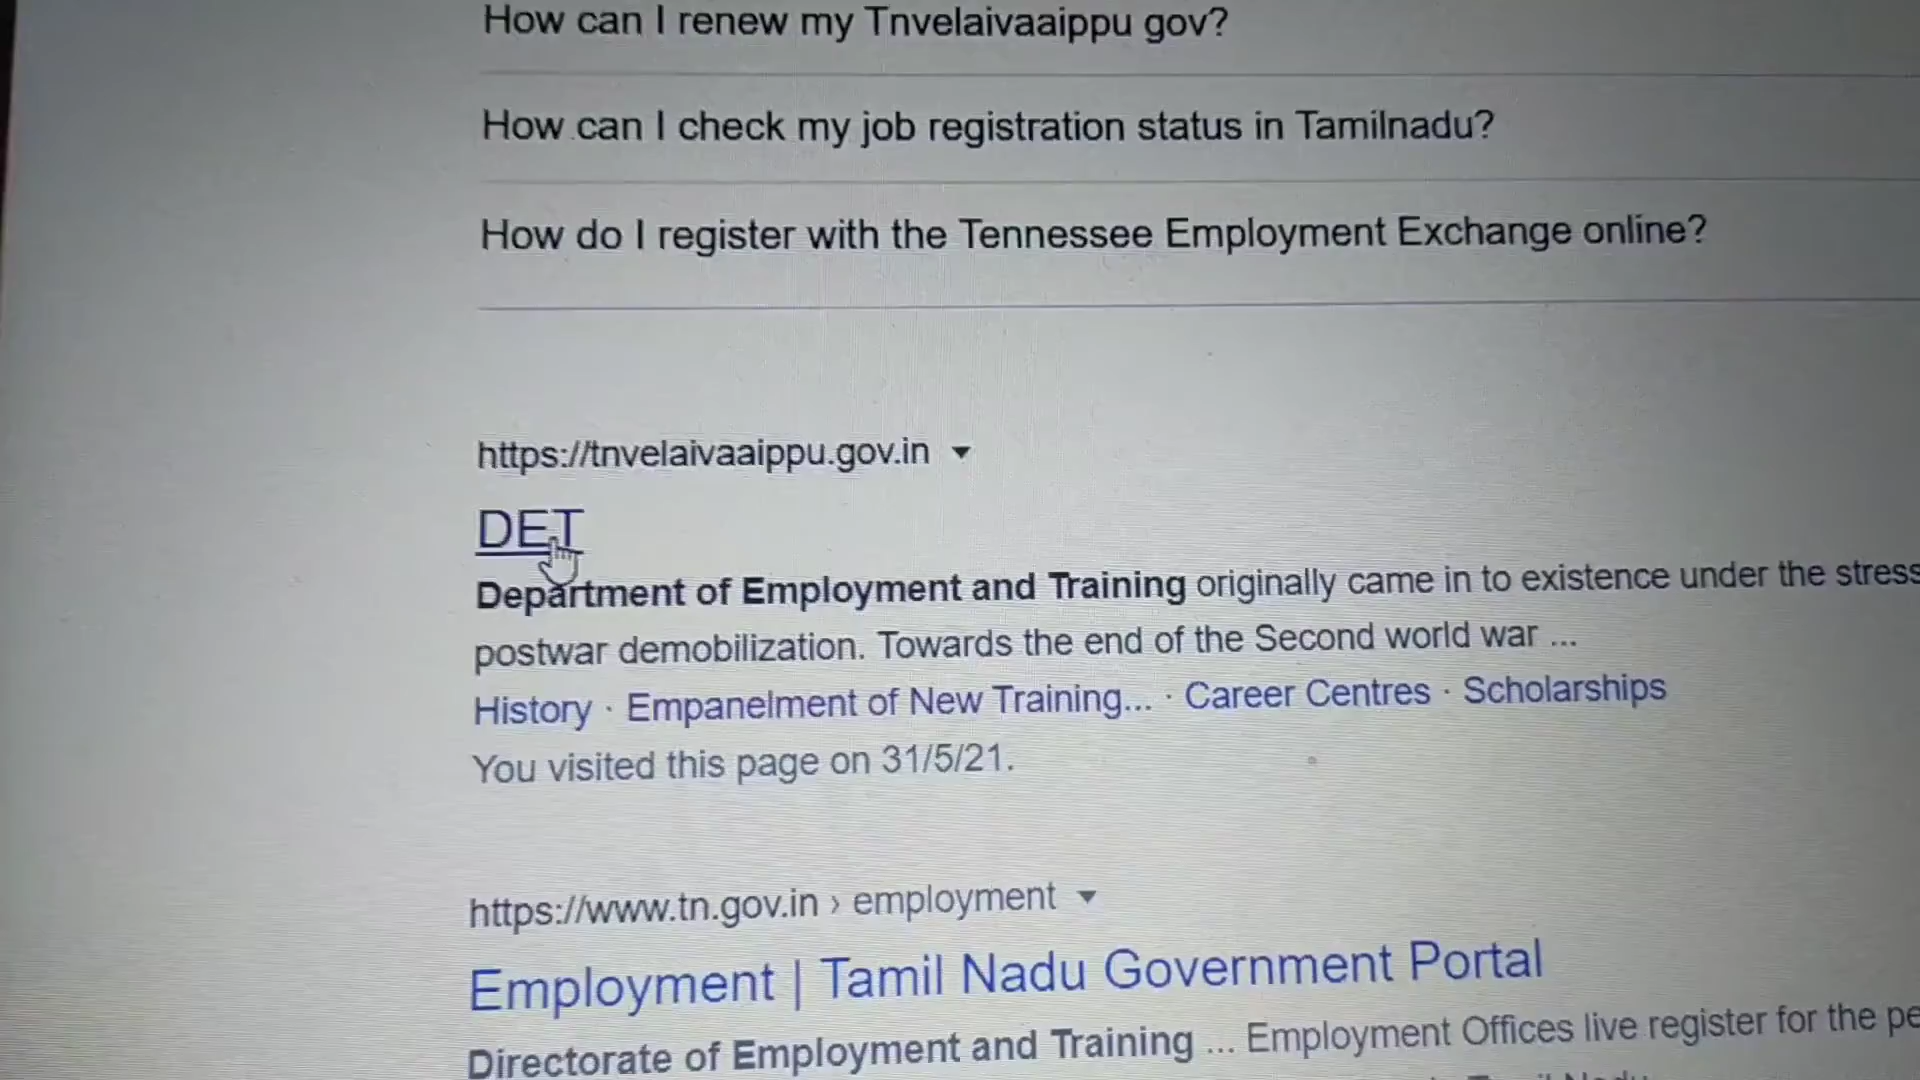 How can I renew my Tnvelaivaaippu gov?
How can I check my job registration status in Tamilnadu?
How do I register with the Tennessee Employment Exchange online?
https://tnvelaivaaippu.gov.in
DET
Department of Employment and Training originally came in to existence under the stress
postwar demobilization. Towards the end of the Second world war ...
History · Empanelment of New Training... · Career Centres · Scholarships
You visited this page on 31/5/21.
https://www.tn.gov.in › employment
Employment | Tamil Nadu Government Portal
Directorate of Employment and Training ... Employment Offices live register for the